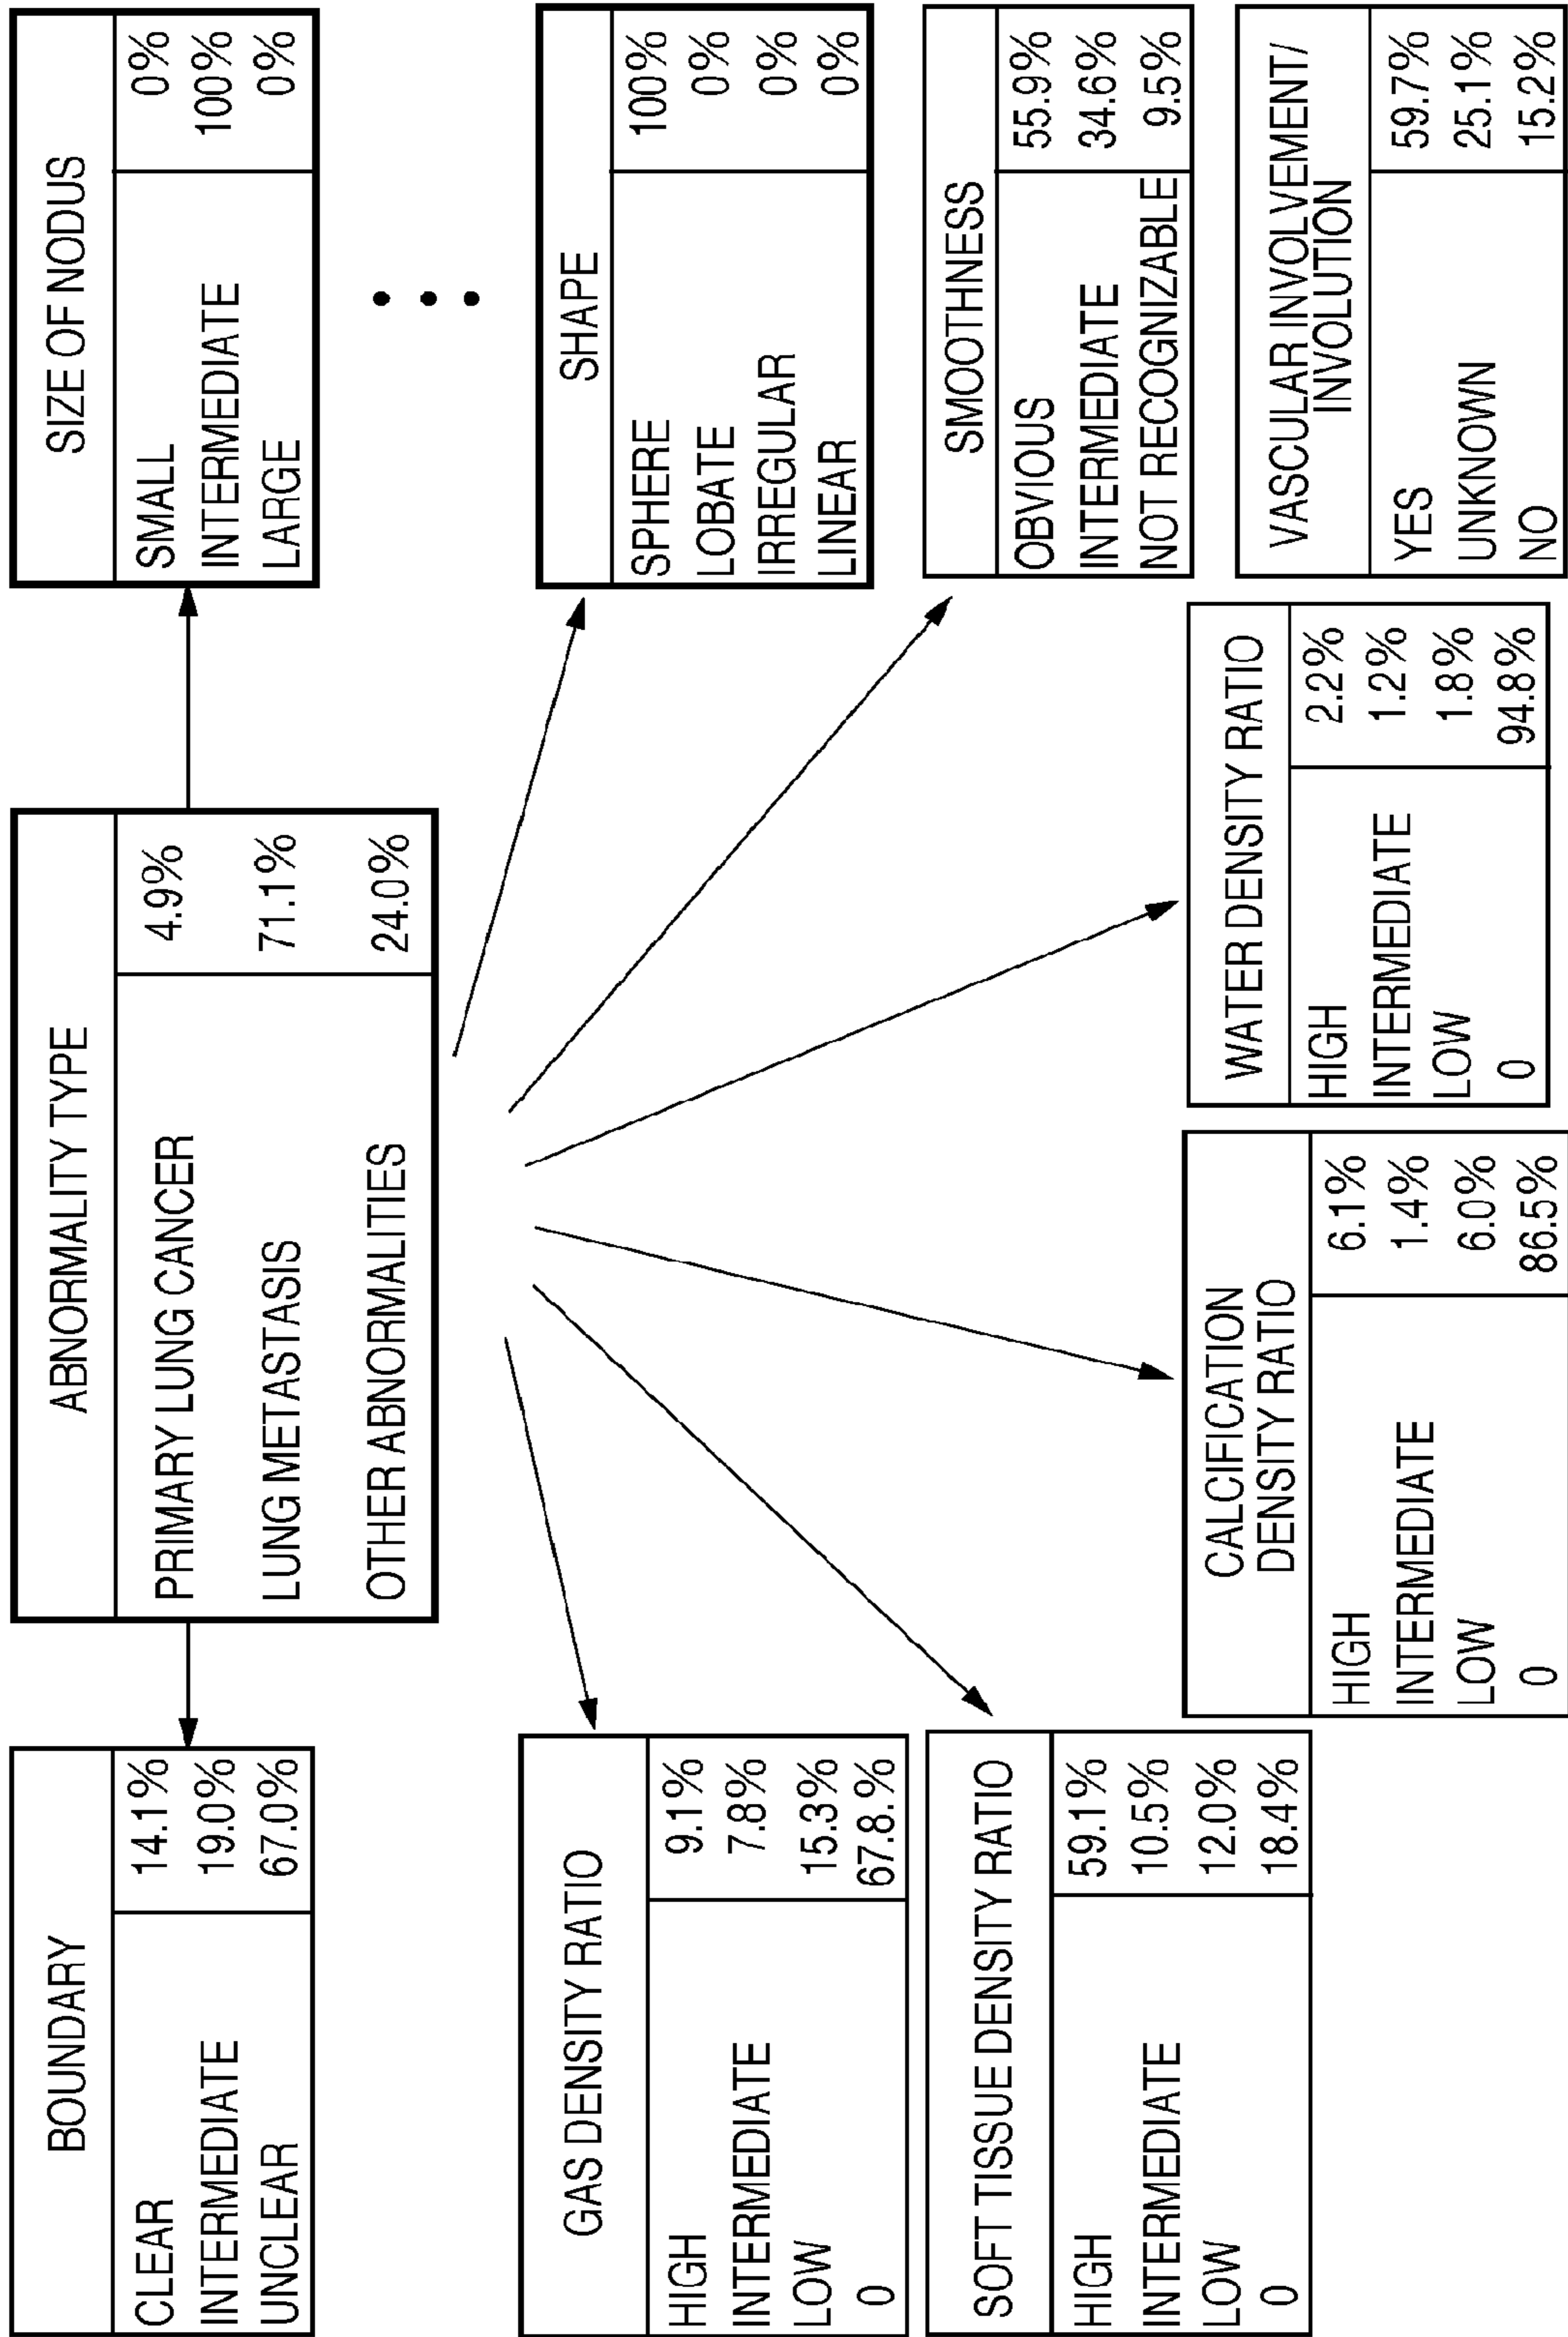 BOUNDARY
CLEAR 14.1%
INTERMEDIATE 19.0%
UNCLEAR 67.0%
ABNORMALITY TYPE
PRIMARY LUNG CANCER 4.9%
LUNG METASTASIS 71.1%
OTHER ABNORMALITIES 24.0%
SIZE OF NODUS
SMALL 0%
INTERMEDIATE 100%
LARGE 0%
GAS DENSITY RATIO
HIGH 9.1%
INTERMEDIATE 7.8%
LOW 15.3%
0 67.8.%
SHAPE
SPHERE 100%
LOBATE 0%
IRREGULAR 0%
LINEAR 0%
SOFT TISSUE DENSITY RATIO
HIGH 59.1%
INTERMEDIATE 10.5%
LOW 12.0%
0 18.4%
SMOOTHNESS
OBVIOUS 55.9%
INTERMEDIATE 34.6%
NOT RECOGNIZABLE 9.5%
CALCIFICATION
DENSITY RATIO
HIGH 6.1%
INTERMEDIATE 1.4%
LOW 6.0%
0 86.5%
WATER DENSITY RATIO
HIGH 2.2%
INTERMEDIATE 1.2%
LOW 1.8%
0 94.8%
VASCULAR INVOLVEMENT/
INVOLUTION
YES 59.7%
UNKNOWN 25.1%
NO 15.2%